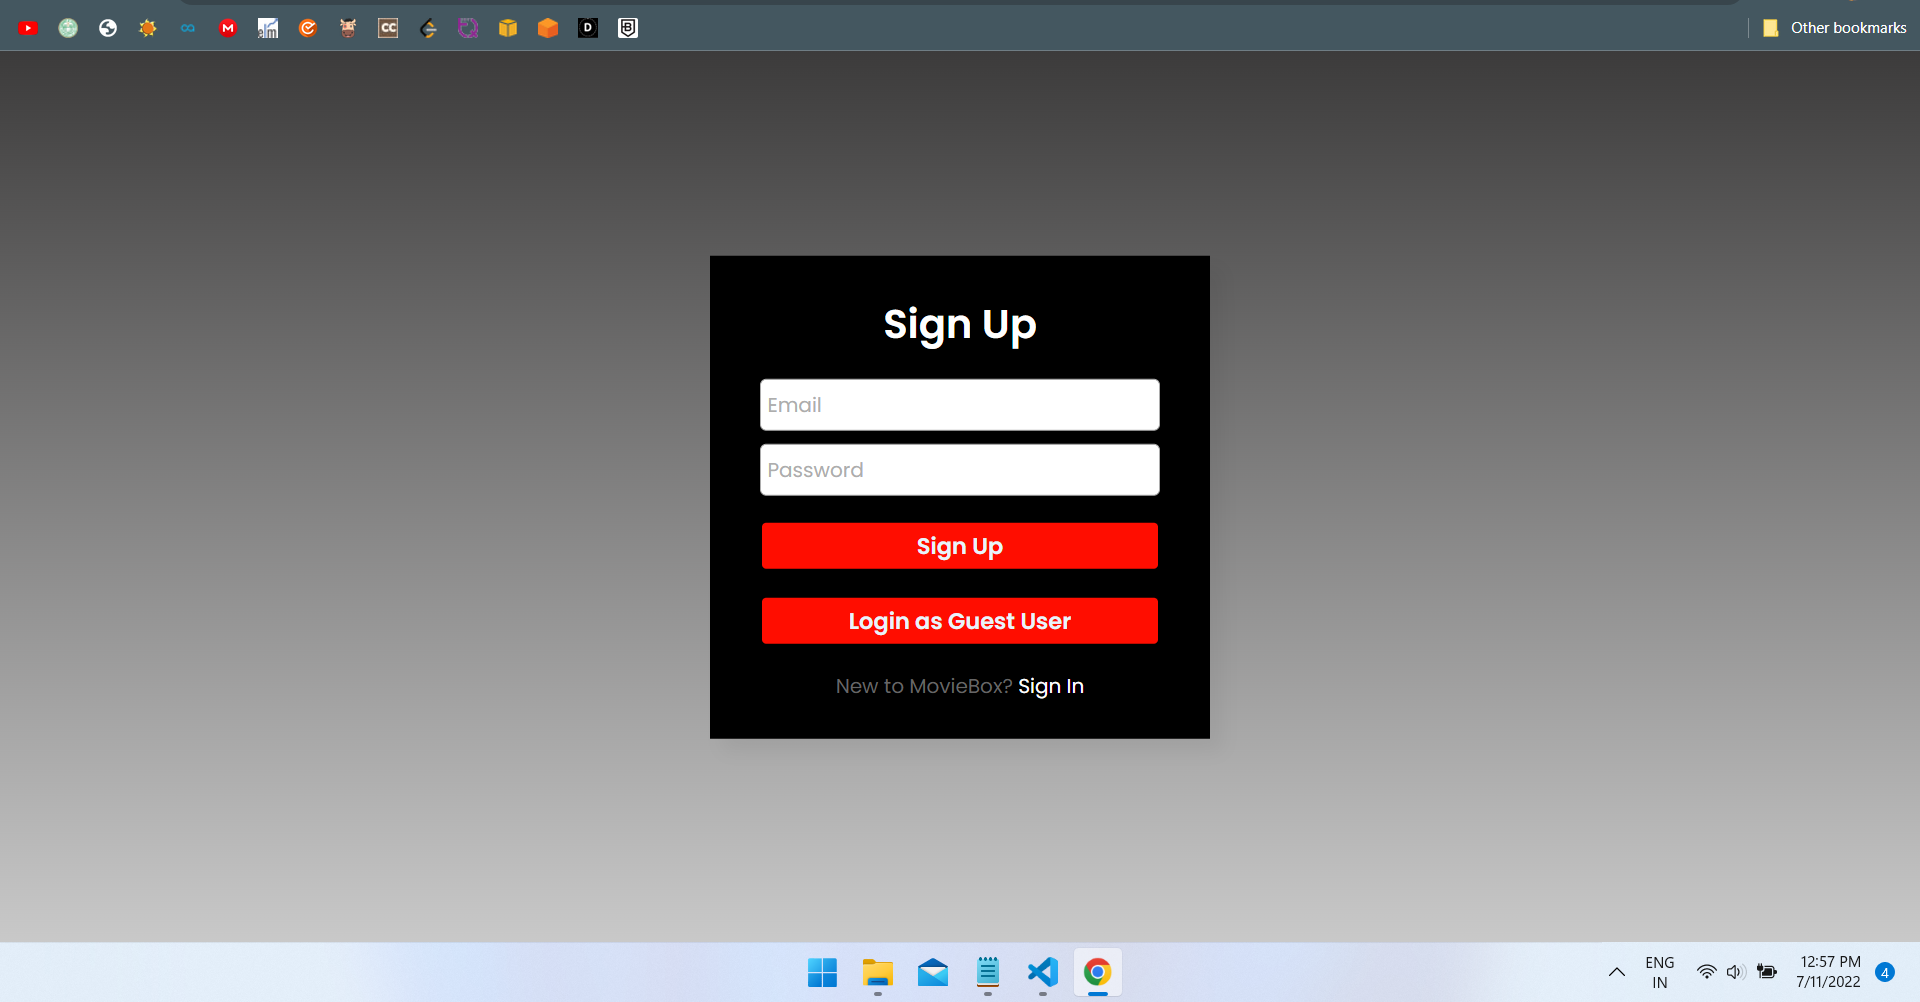 Other bookmarks
M
CC
D
B
Sign Up
Email
Password
Sign Up
Login as Guest User
New to MovieBox? Sign In
ENG
IN
12:57 PM
7/11/2022
4